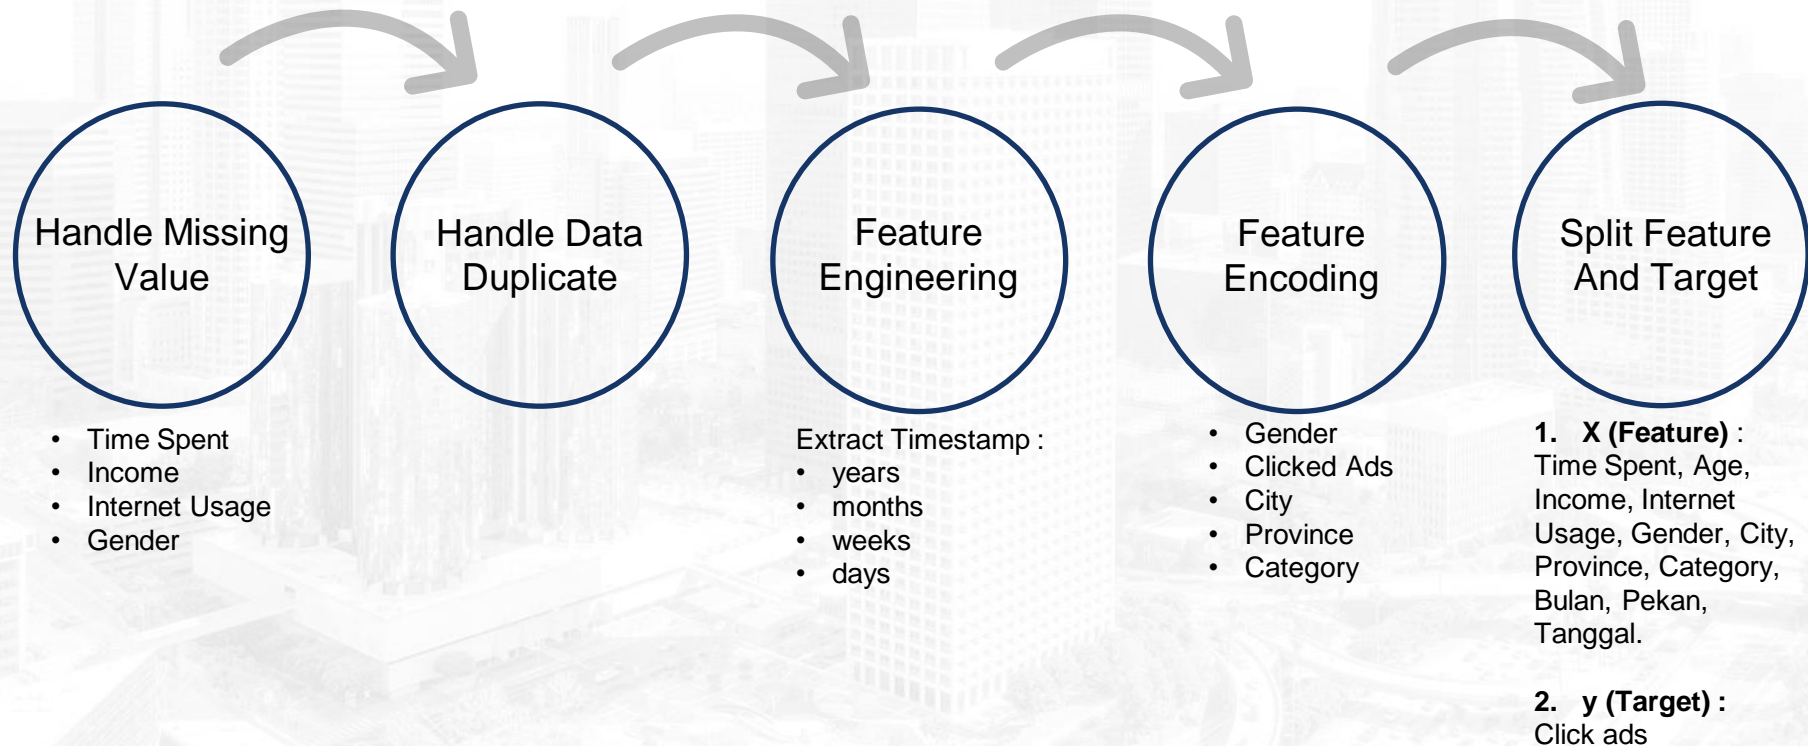 Handle Missing
Value
Handle Data
Duplicate
Feature
Engineering
Feature
Encoding
Split Feature
And Target
• Time Spent
• Income
• Internet Usage
• Gender
Extract Timestamp :
• years
• months
• weeks
• days
• Gender
• Clicked Ads
• City
• Province
• Category
1. X (Feature) :
Time Spent, Age,
Income, Internet
Usage, Gender, City,
Province, Category,
Bulan, Pekan,
Tanggal.
2. y (Target) :
Click ads